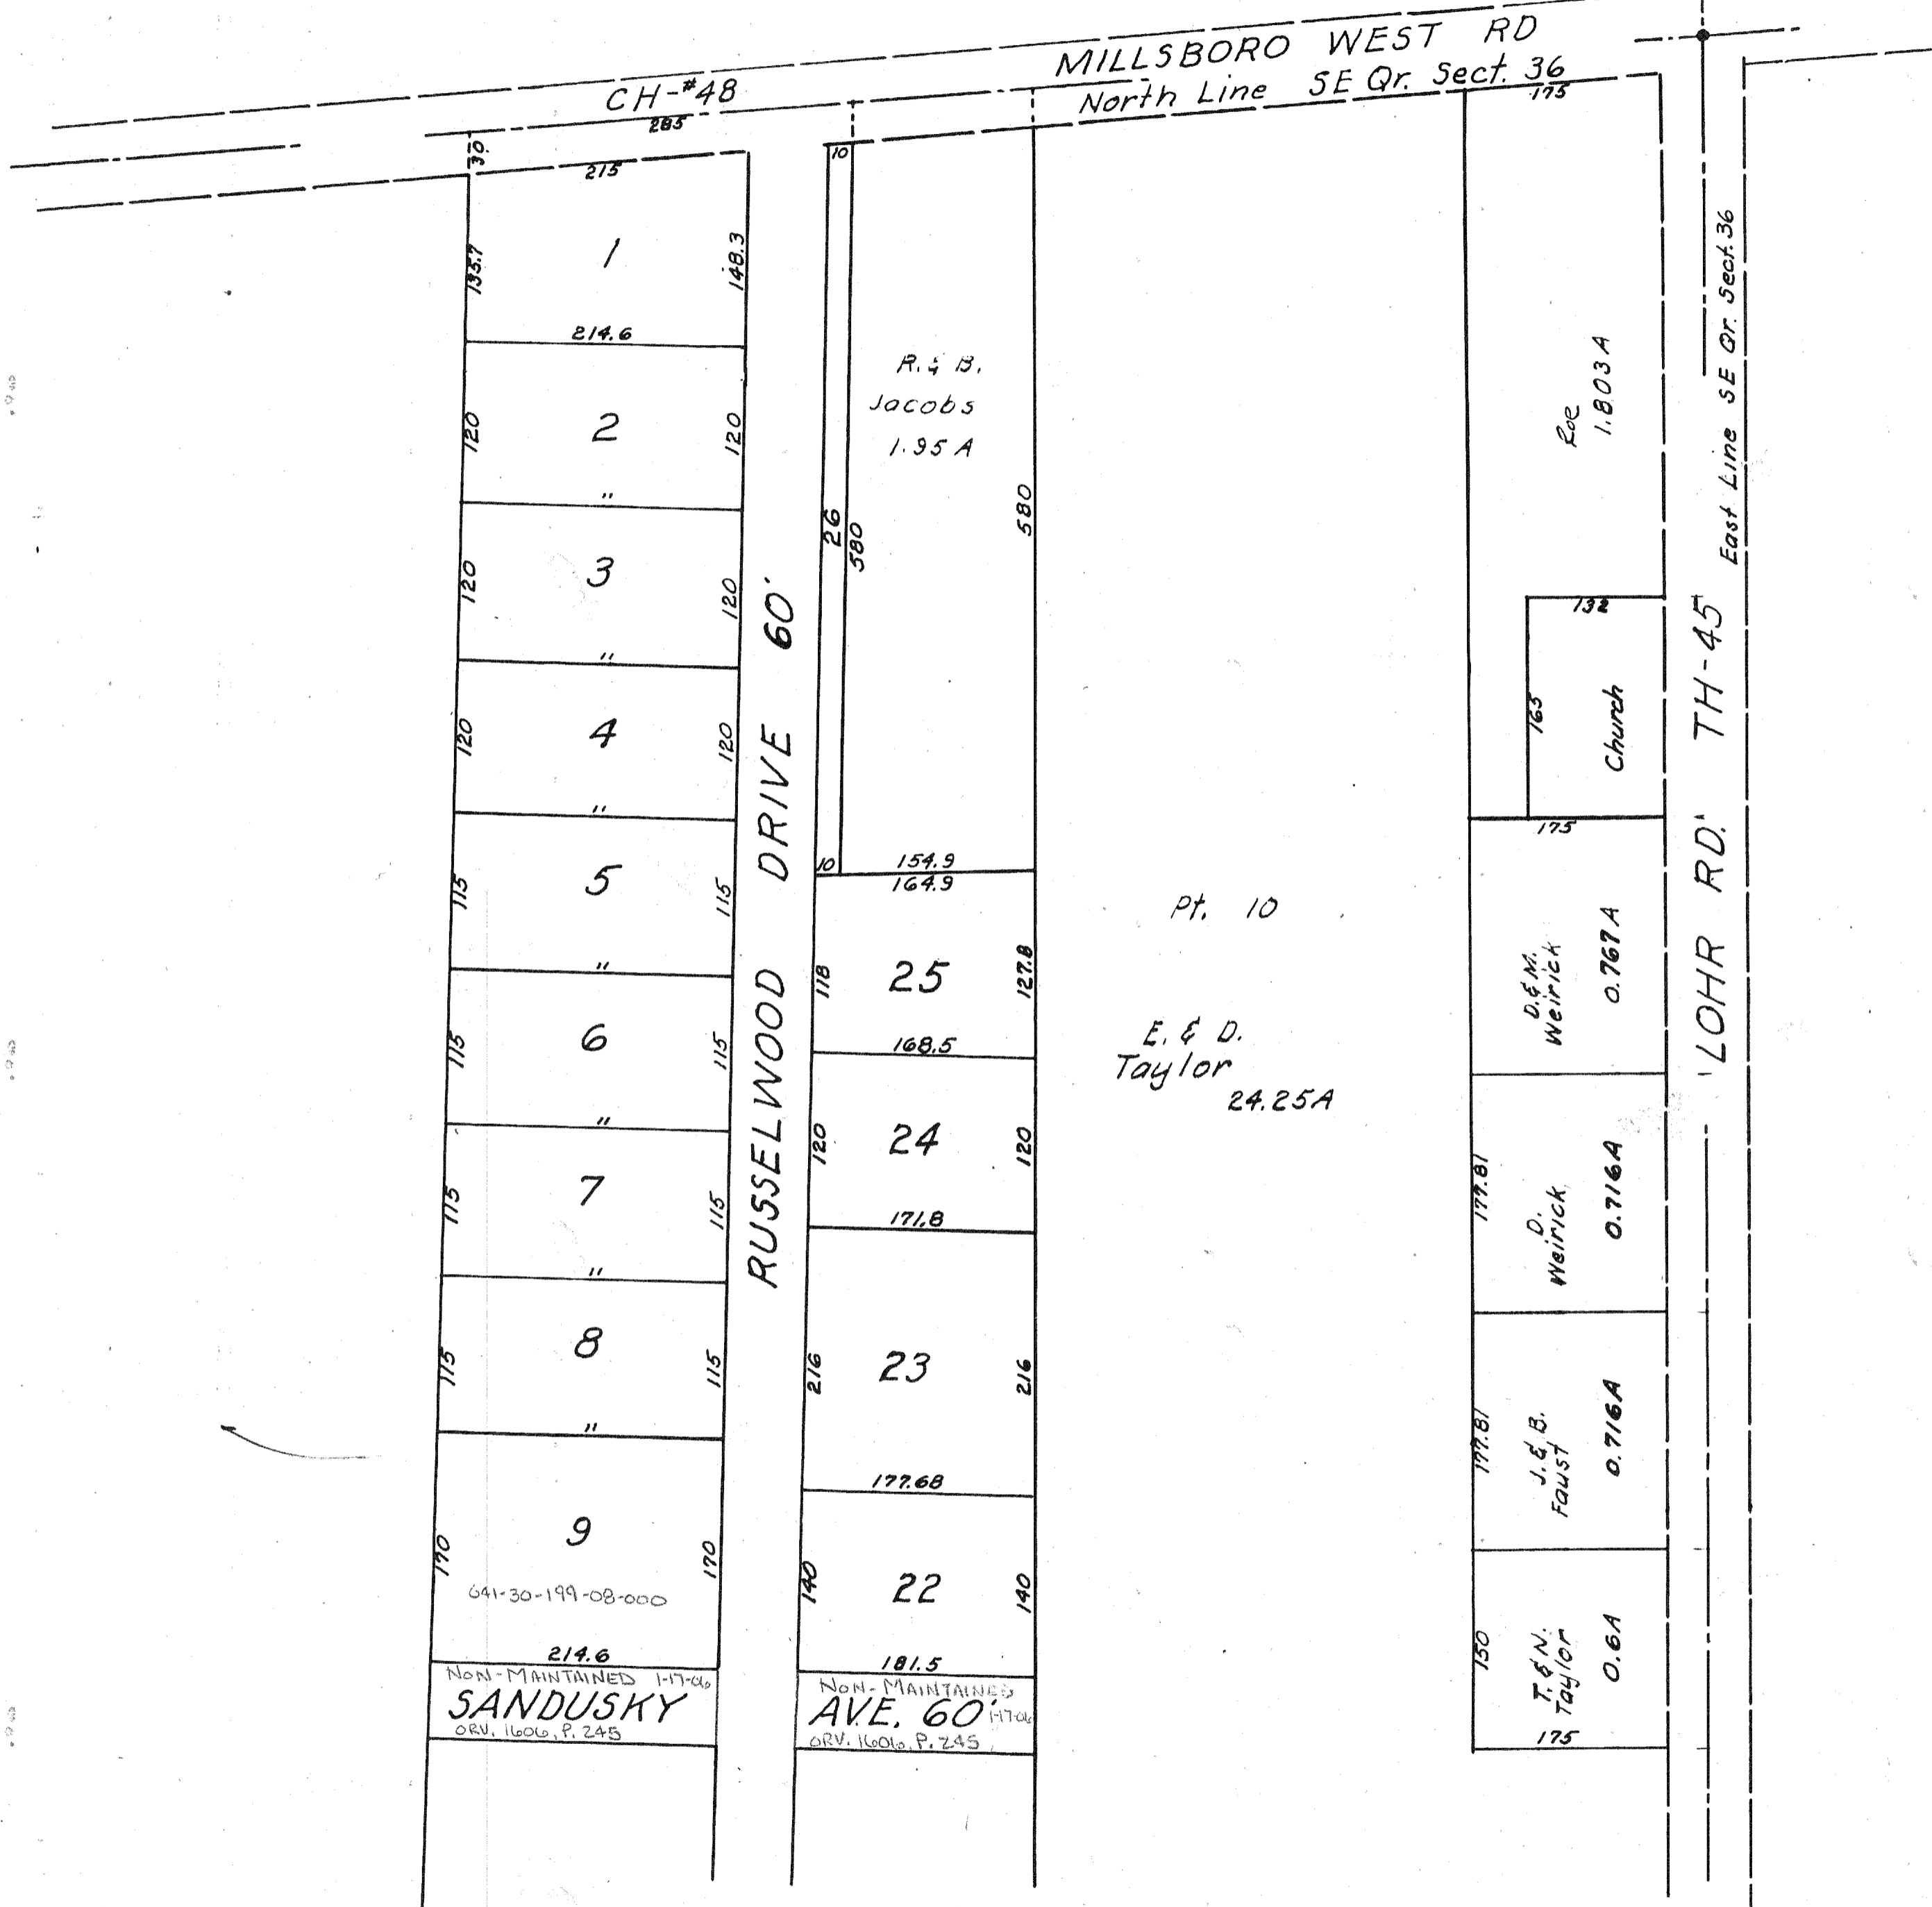 MILLSBORO WEST RD
CH-#48
North Line SE Qr. Sect. 36
285
30
215
175
10
1
135.7
148.3
214.6
2
120
120
"
3
120
120
"
4
120
120
"
5
115
115
"
6
115
115
"
7
115
115
"
8
115
115
"
9
170
170
641-30-199-08-000
214.6
NON-MAINTAINED 1-17-06
SANDUSKY
ORV. 1606, P. 245
RUSSELWOOD DRIVE 60'
R. & B.
Jacobs
1.95 A
26
580
580
10
154.9
164.9
25
118
127.8
168.5
24
120
120
171.8
23
216
216
177.68
22
140
140
181.5
NON-MAINTAINED
AVE. 60'
1-17-06
ORV. 1606, P. 245
Pt. 10
E. & D.
Taylor
24.25A
Roe
1.803 A
132
165
Church
175
D. & M.
Weirick
0.767 A
177.81
D.
Weirick
0.716A
177.81
J. & B.
Faust
0.716A
150
T. & N.
Taylor
0.6A
175
LOHR RD. TH-45
East Line SE Qr. Sect. 36